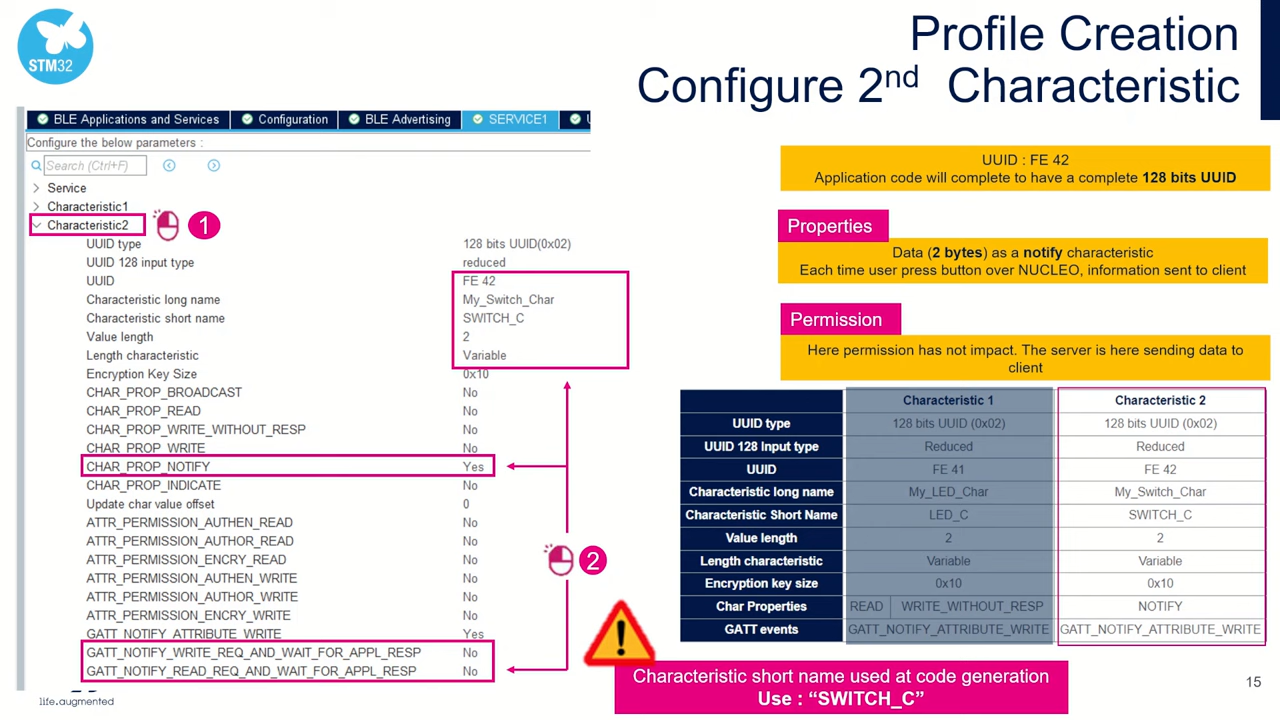 STM32
Profile Creation
Configure 2nd Characteristic
BLE Applications and Services
Configuration
BLE Advertising
SERVICE1
Configure the below parameters :
Search (Ctrl+F)
Service
Characteristic1
Characteristic2
1
UUID type 128 bits UUID(0x02)
UUID 128 input type reduced
UUID FE 42
Characteristic long name My_Switch_Char
Characteristic short name SWITCH_C
Value length 2
Length characteristic Variable
Encryption Key Size 0x10
CHAR_PROP_BROADCAST No
CHAR_PROP_READ No
CHAR_PROP_WRITE_WITHOUT_RESP No
CHAR_PROP_WRITE No
CHAR_PROP_NOTIFY Yes
CHAR_PROP_INDICATE No
Update char value offset 0
ATTR_PERMISSION_AUTHEN_READ No
ATTR_PERMISSION_AUTHOR_READ No
ATTR_PERMISSION_ENCRY_READ No
ATTR_PERMISSION_AUTHEN_WRITE No
ATTR_PERMISSION_AUTHOR_WRITE No
ATTR_PERMISSION_ENCRY_WRITE No
GATT_NOTIFY_ATTRIBUTE_WRITE Yes
GATT_NOTIFY_WRITE_REQ_AND_WAIT_FOR_APPL_RESP No
GATT_NOTIFY_READ_REQ_AND_WAIT_FOR_APPL_RESP No
2
UUID : FE 42
Application code will complete to have a complete 128 bits UUID
Properties
Data (2 bytes) as a notify characteristic
Each time user press button over NUCLEO, information sent to client
Permission
Here permission has not impact. The server is here sending data to
client
Characteristic 1 Characteristic 2
UUID type 128 bits UUID (0x02) 128 bits UUID (0x02)
UUID 128 Input type Reduced Reduced
UUID FE 41 FE 42
Characteristic long name My_LED_Char My_Switch_Char
Characteristic Short Name LED_C SWITCH_C
Value length 2 2
Length characteristic Variable Variable
Encryption key size 0x10 0x10
Char Properties READ WRITE_WITHOUT_RESP NOTIFY
GATT events GATT_NOTIFY_ATTRIBUTE_WRITE GATT_NOTIFY_ATTRIBUTE_WRITE
Characteristic short name used at code generation
Use : “SWITCH_C”
life.augmented
15